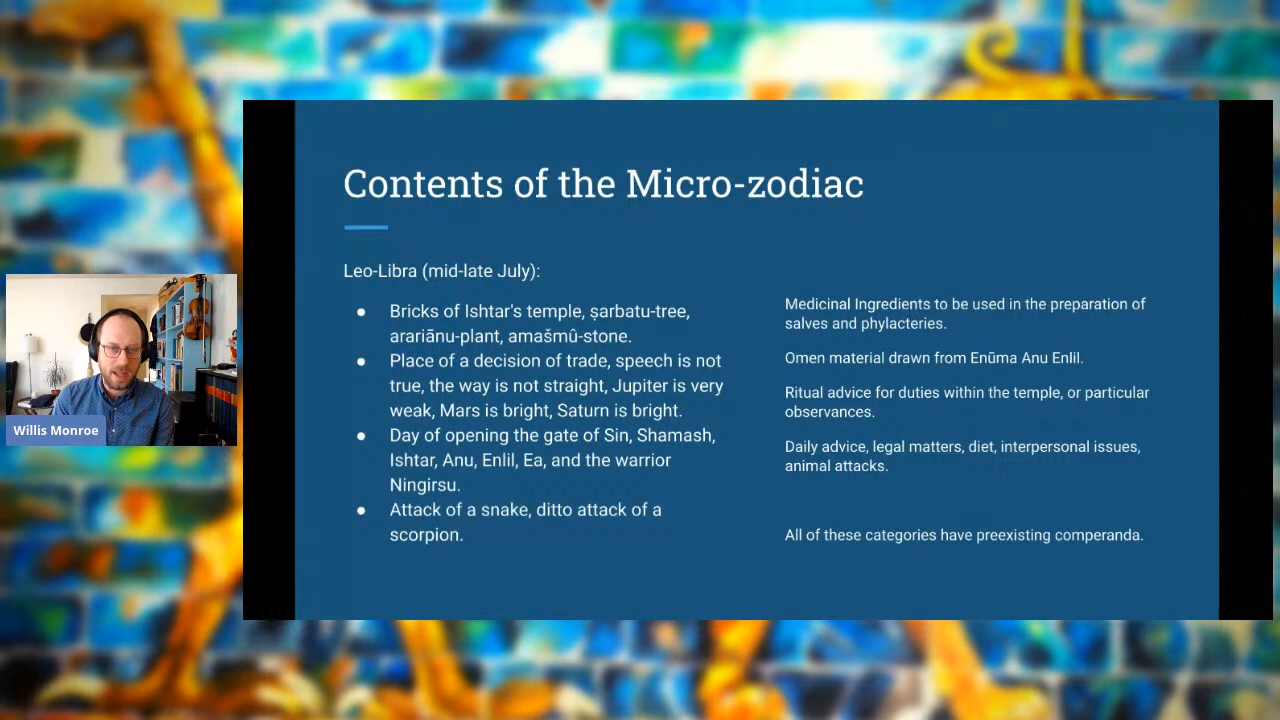 Contents of the Micro-zodiac
Leo-Libra (mid-late July):
● Bricks of Ishtar's temple, ṣarbatu-tree,
arariānu-plant, amašmû-stone.
● Place of a decision of trade, speech is not
true, the way is not straight, Jupiter is very
weak, Mars is bright, Saturn is bright.
● Day of opening the gate of Sin, Shamash,
Ishtar, Anu, Enlil, Ea, and the warrior
Ningirsu.
● Attack of a snake, ditto attack of a
scorpion.
Medicinal Ingredients to be used in the preparation of
salves and phylacteries.
Omen material drawn from Enūma Anu Enlil.
Ritual advice for duties within the temple, or particular
observances.
Daily advice, legal matters, diet, interpersonal issues,
animal attacks.
All of these categories have preexisting comperanda.
Willis Monroe